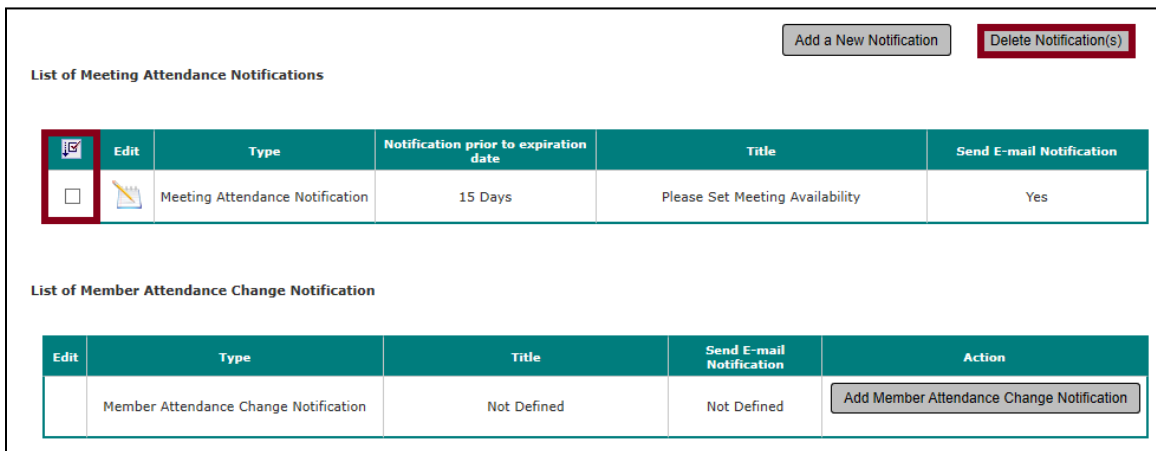 Add a New Notification Delete Notification(s)
List of Meeting Attendance Notifications
Edit Type Notification prior to expiration date Title Send E-mail Notification
Meeting Attendance Notification 15 Days Please Set Meeting Availability Yes
List of Member Attendance Change Notification
Edit Type Title Send E-mail Notification Action
Member Attendance Change Notification Not Defined Not Defined Add Member Attendance Change Notification